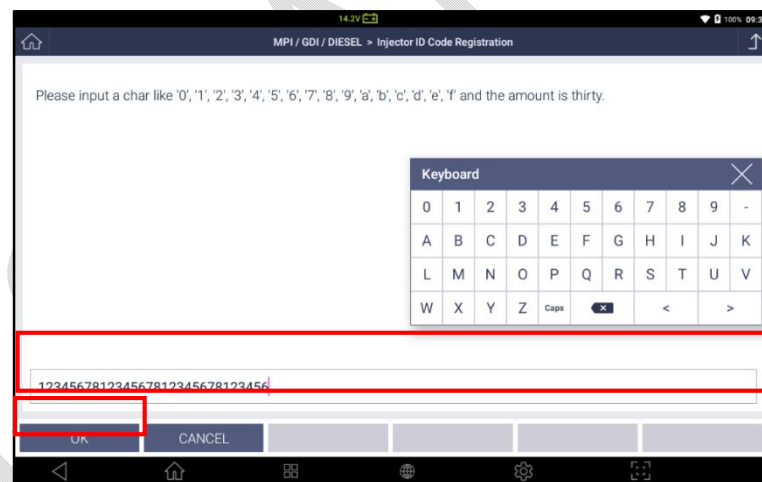 14.2V 100% 09:3
MPI / GDI / DIESEL > Injector ID Code Registration
Please input a char like '0', '1', '2', '3', '4', '5', '6', '7', '8', '9', 'a', 'b', 'c', 'd', 'e', 'f' and the amount is thirty.
Keyboard
0 1 2 3 4 5 6 7 8 9 -
A B C D E F G H I J K
L M N O P Q R S T U V
W X Y Z Caps < >
123456781234567812345678123456
OK CANCEL